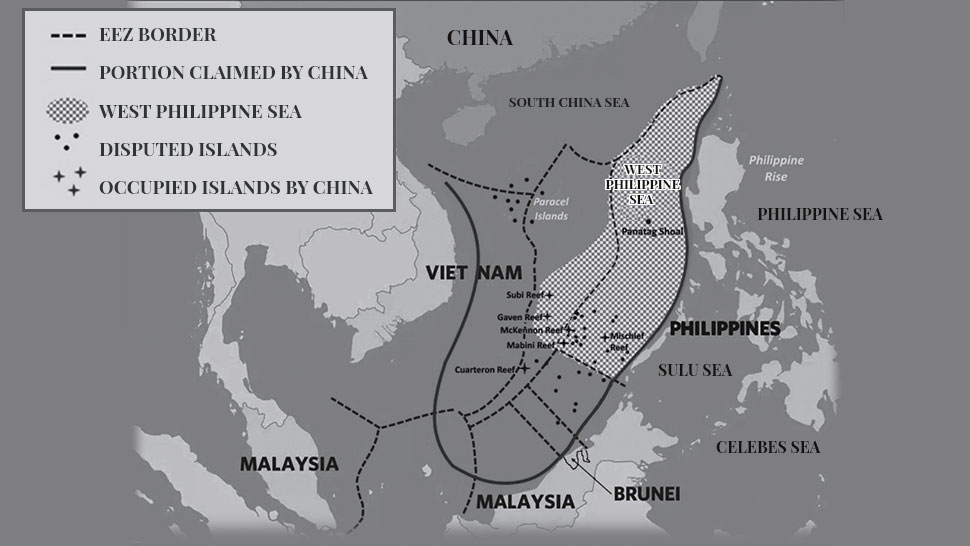 EEZ BORDER
PORTION CLAIMED BY CHINA
WEST PHILIPPINE SEA
DISPUTED ISLANDS
OCCUPIED ISLANDS BY CHINA
CHINA
SOUTH CHINA SEA
WEST
PHILIPPINE
SEA
Philippine
Rise
Paracel
Islands
PHILIPPINE SEA
Panatag Shoal
VIET NAM
Subi Reef
Gaven Reef
McKennon Reef
Mabini Reef
Mischief
Reef
PHILIPPINES
Cuarteron Reef
SULU SEA
CELEBES SEA
MALAYSIA
MALAYSIA
BRUNEI